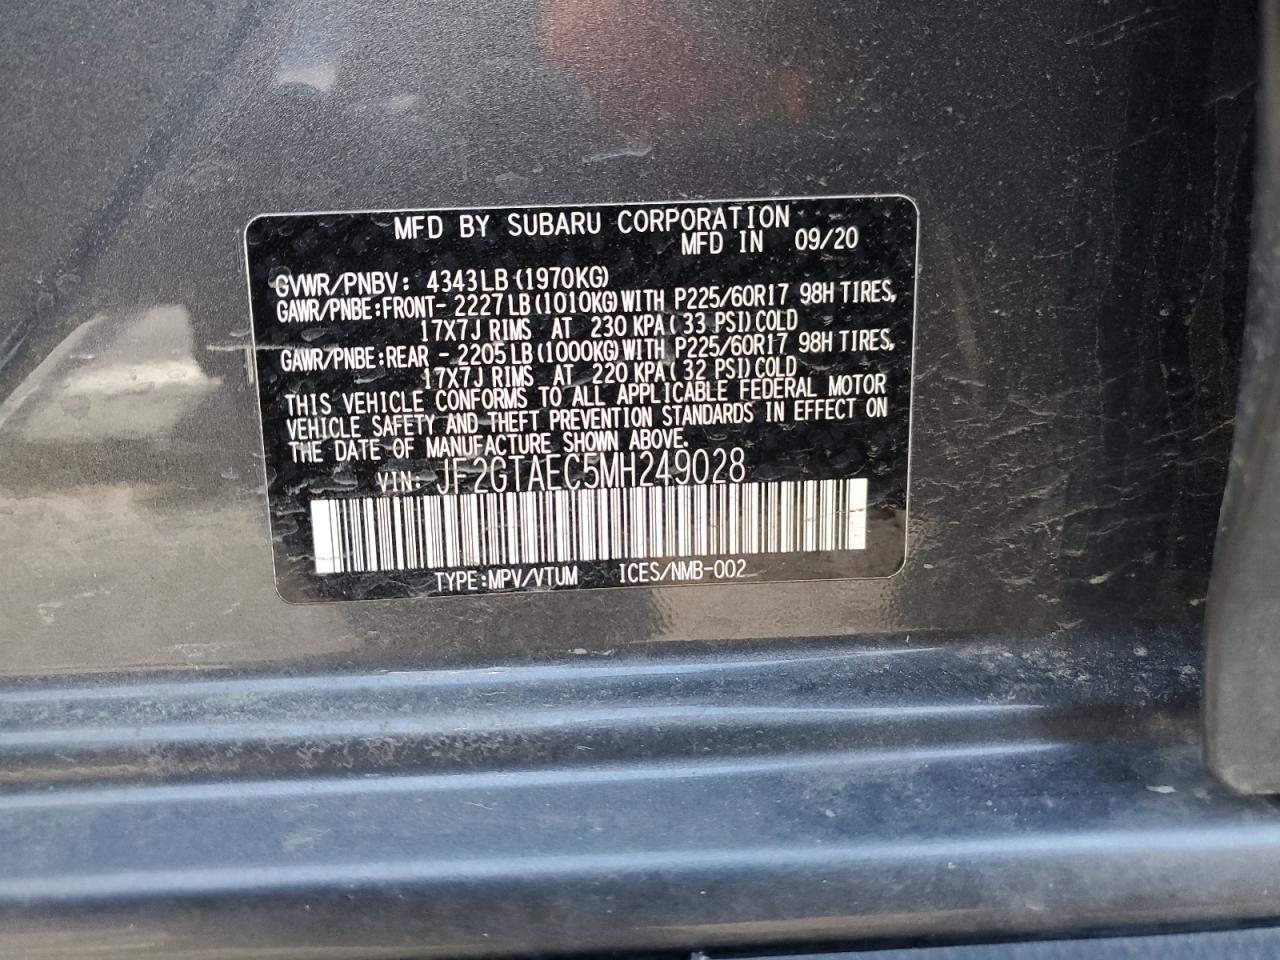 MFD BY SUBARU CORPORATION
MFD IN 09/20
GVWR/PNBV: 4343LB (1970KG)
GAWR/PNBE:FRONT- 2227LB (1010KG) WITH P225/60R17 98H TIRES,
17X7J RIMS AT 230 KPA (33 PSI) COLD
GAWR/PNBE:REAR - 2205LB (1000KG) WITH P225/60R17 98H TIRES,
17X7J RIMS AT 220 KPA (32 PSI) COLD
THIS VEHICLE CONFORMS TO ALL APPLICABLE FEDERAL MOTOR
VEHICLE SAFETY AND THEFT PREVENTION STANDARDS IN EFFECT ON
THE DATE OF MANUFACTURE SHOWN ABOVE.
VIN: JF2GTAEC5MH249028
TYPE:MPV/VTUM ICES/NMB-002